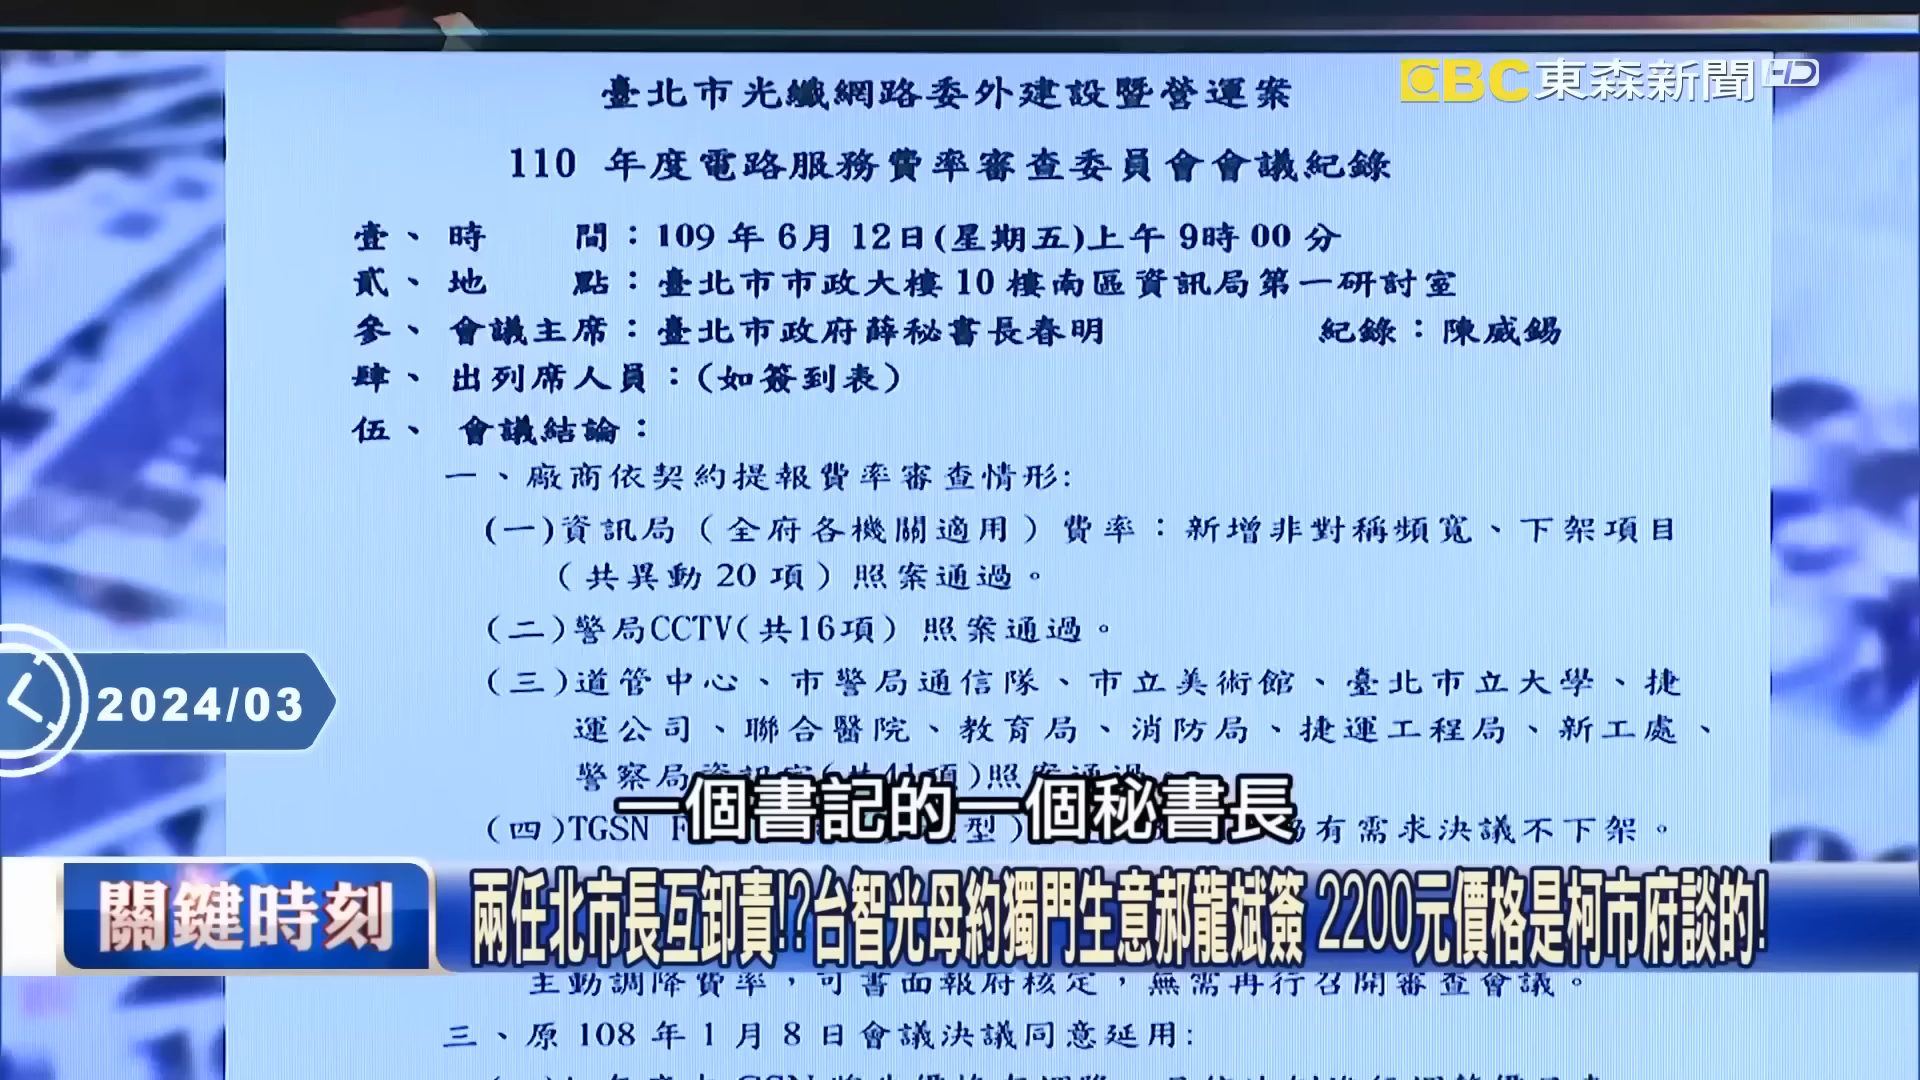 EBC東森新聞HD
臺北市光纖網路委外建設暨營運案
110 年度電路服務費率審查委員會會議紀錄
壹、時 間：109 年 6月 12日(星期五)上午 9時 00 分
貳、地 點：臺北市市政大樓 10 樓南區資訊局第一研討室
參、會議主席：臺北市政府薛秘書長春明 紀錄：陳威錫
肆、出列席人員：(如簽到表)
伍、會議結論：
一、廠商依契約提報費率審查情形:
(一)資訊局（全府各機關適用）費率：新增非對稱頻寬、下架項目
（共異動 20 項）照案通過。
(二)警局CCTV(共16項) 照案通過。
(三)道管中心、市警局通信隊、市立美術館、臺北市立大學、捷
運公司、聯合醫院、教育局、消防局、捷運工程局、新工處、
2024/03
警察局資訊室(共41項)照案通過。
一個書記的一個秘書長
(四)TGSN 型) 仍有需求決議不下架。
關鍵時刻
兩任北市長互卸責!?台智光母約獨門生意郝龍斌簽 2200元價格是柯市府談的!
主動調降費率，可書面報府核定，無需再行召開審查會議。
三、原 108 年 1 月 8 日會議決議同意延用: